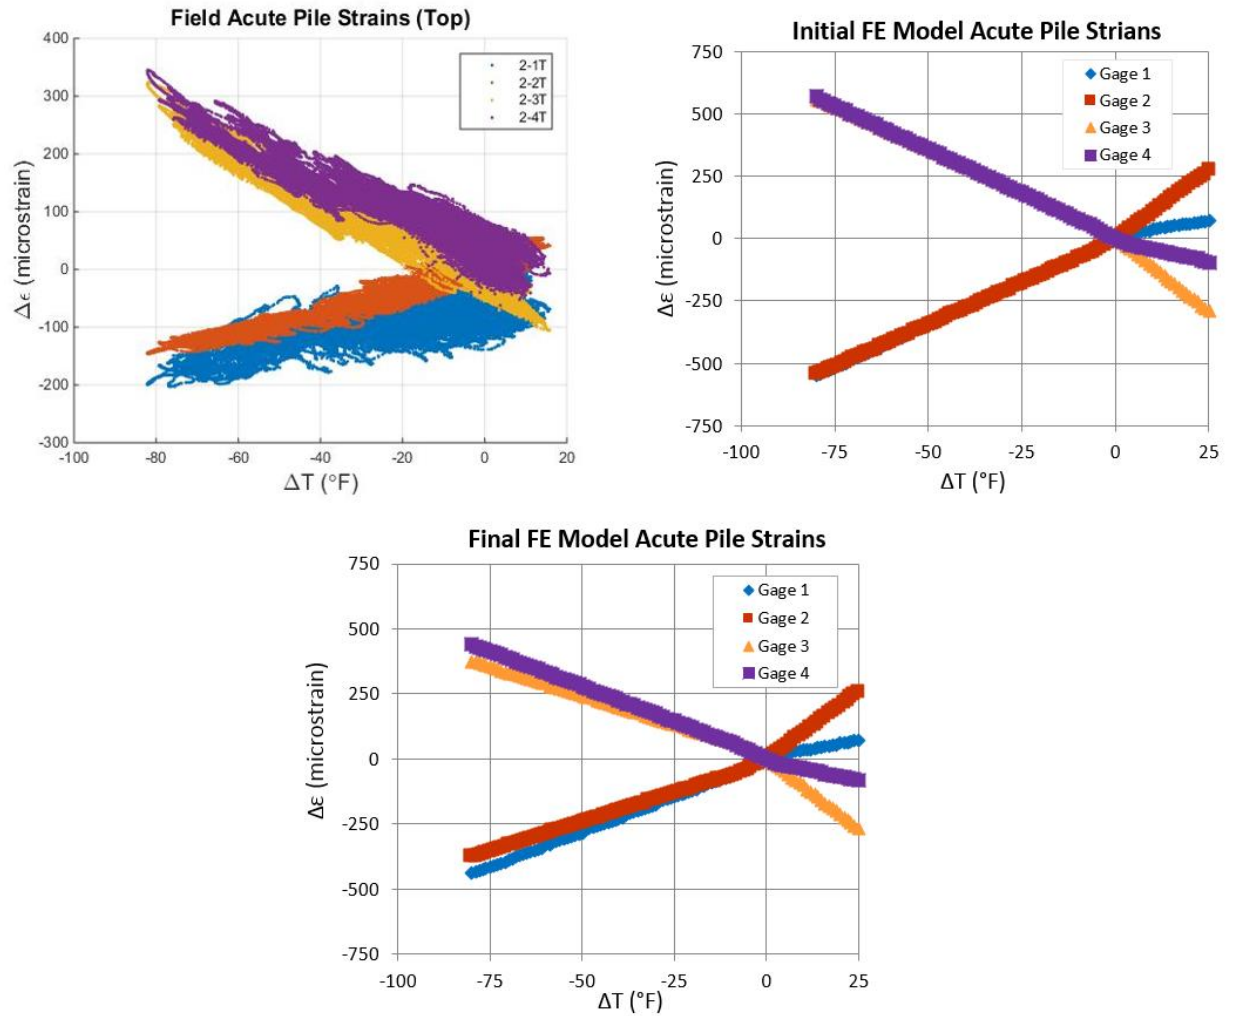 Field Acute Pile Strains (Top)
400
300
200
100
0
-100
-200
-300
-100
-80
-60
-40
-20
0
20
Δϵ (microstrain)
ΔT (°F)
2-1T
2-2T
2-3T
2-4T
Initial FE Model Acute Pile Strians
750
500
250
0
-250
-500
-750
-100
-75
-50
-25
0
25
Δε (microstrain)
ΔT (°F)
Gage 1
Gage 2
Gage 3
Gage 4
Final FE Model Acute Pile Strains
750
500
250
0
-250
-500
-750
-100
-75
-50
-25
0
25
Δε (microstrain)
ΔT (°F)
Gage 1
Gage 2
Gage 3
Gage 4